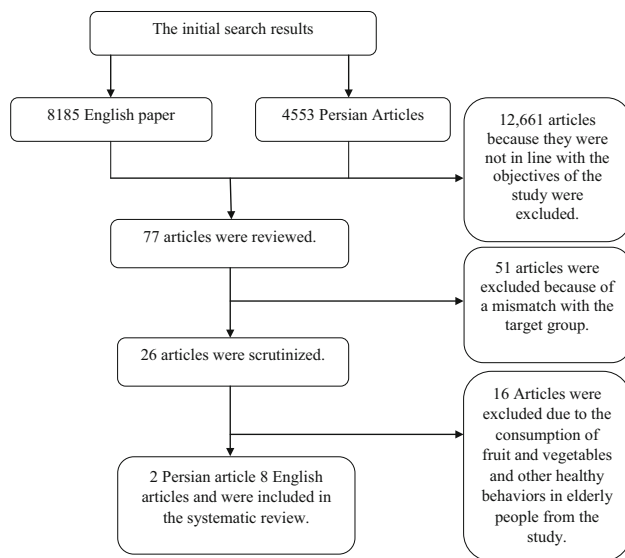 The initial search results
8185 English paper
4553 Persian Articles
12,661 articles
because they were
not in line with the
objectives of the
study were
excluded.
77 articles were reviewed.
51 articles were
excluded because of
a mismatch with the
target group.
26 articles were scrutinized.
16 Articles were
excluded due to the
consumption of
fruit and vegetables
and other healthy
behaviors in elderly
people from the
study.
2 Persian article 8 English
articles and were included in
the systematic review.